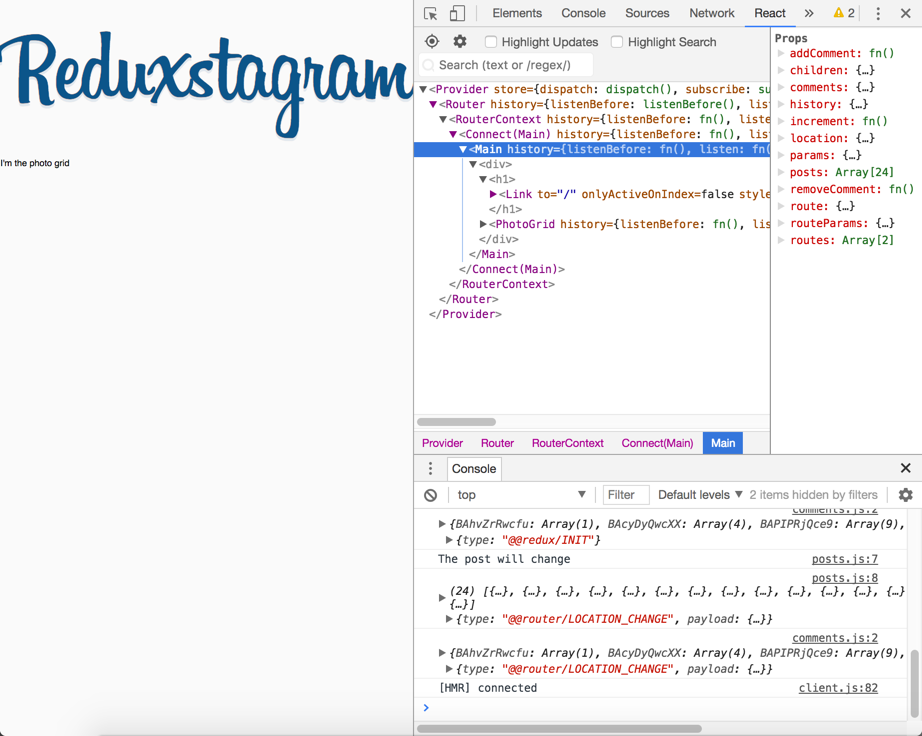 Reduxstagram
I'm the photo grid
Elements Console Sources Network React » 2
Highlight Updates Highlight Search
Search (text or /regex/)
<Provider store={dispatch: dispatch(), subscribe: su
<Router history={listenBefore: listenBefore(), lis
<RouterContext history={listenBefore: fn(), list
<Connect(Main) history={listenBefore: fn(), list
<Main history={listenBefore: fn(), listen: fn(
<div>
<h1>
<Link to="/" onlyActiveOnIndex=false style
</h1>
<PhotoGrid history={listenBefore: fn(), lis
</div>
</Main>
</Connect(Main)>
</RouterContext>
</Router>
</Provider>
Provider Router RouterContext Connect(Main) Main
Props
addComment: fn()
children: {…}
comments: {…}
history: {…}
increment: fn()
location: {…}
params: {…}
posts: Array[24]
removeComment: fn()
route: {…}
routeParams: {…}
routes: Array[2]
Console
top Filter Default levels 2 items hidden by filters
comments.js:2
{BAhvZrRwcfu: Array(1), BAcyDyQwcXX: Array(4), BAPIPRjQce9: Array(9),
{type: "@@redux/INIT"}
The post will change posts.js:7
posts.js:8
(24) [{…}, {…}, {…}, {…}, {…}, {…}, {…}, {…}, {…}, {…}, {…}, {…}, {…}
{…}]
{type: "@@router/LOCATION_CHANGE", payload: {…}}
comments.js:2
{BAhvZrRwcfu: Array(1), BAcyDyQwcXX: Array(4), BAPIPRjQce9: Array(9),
{type: "@@router/LOCATION_CHANGE", payload: {…}}
[HMR] connected client.js:82